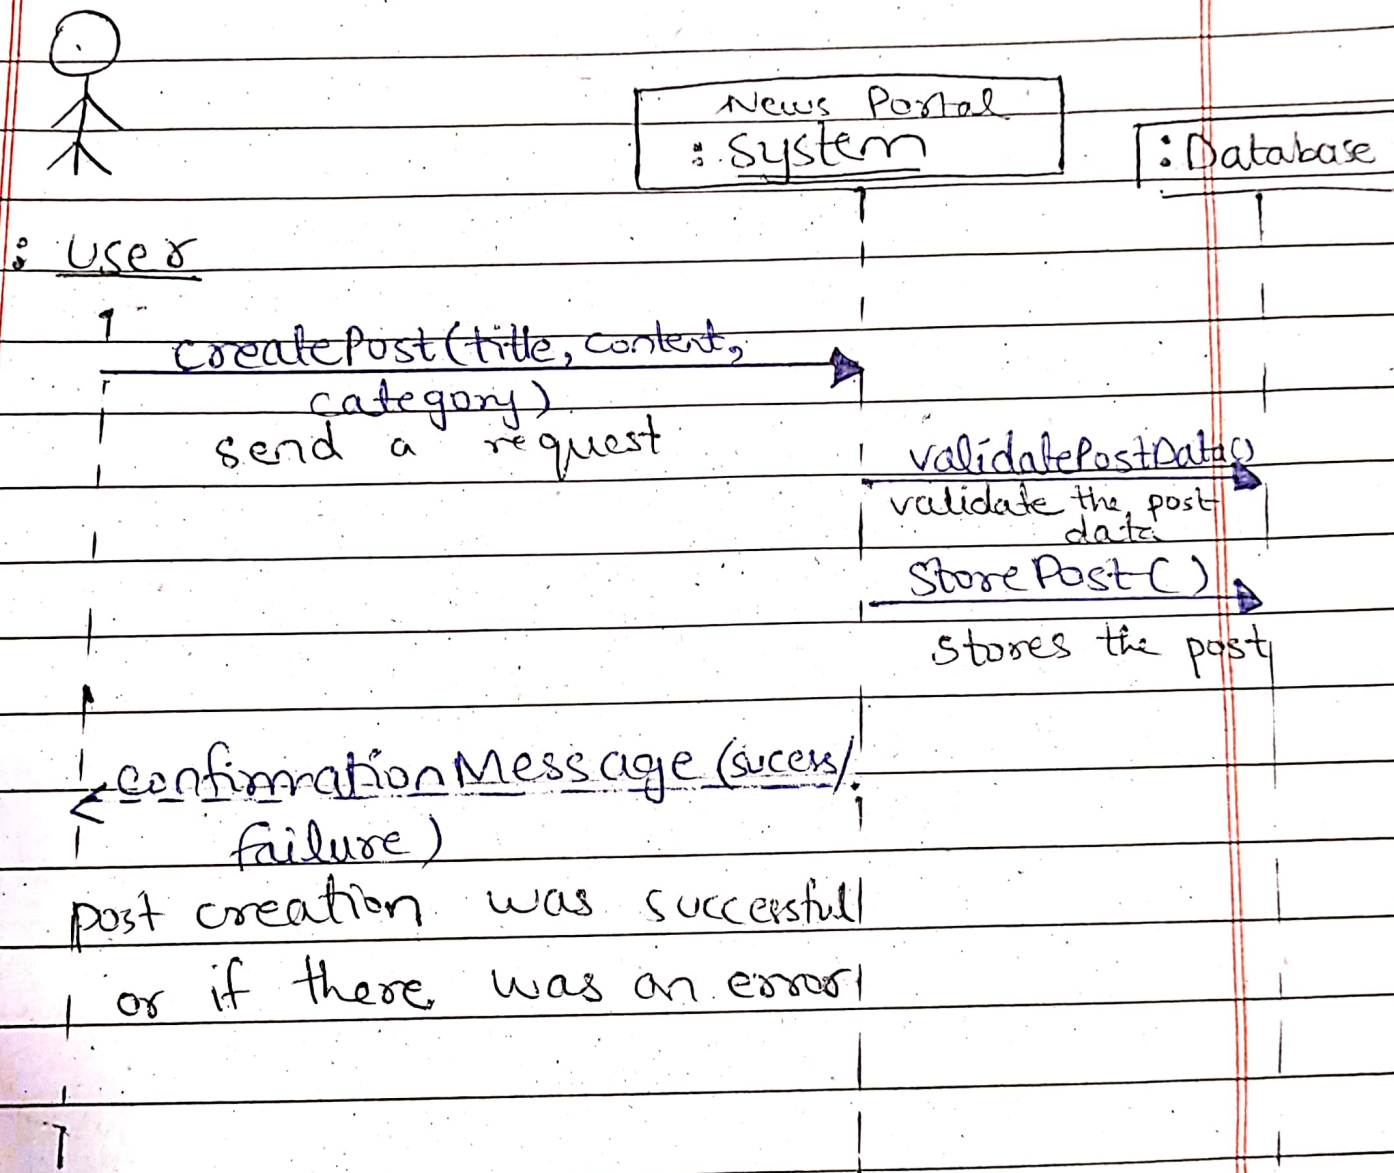 News Portal
: System
: Database
: User
createPost(title, content,
category)
send a request
validatePostData()
validate the post
data
storePost()
stores the post
confirmationMessage (sucess/
failure)
post creation was successfull
or if there was an error